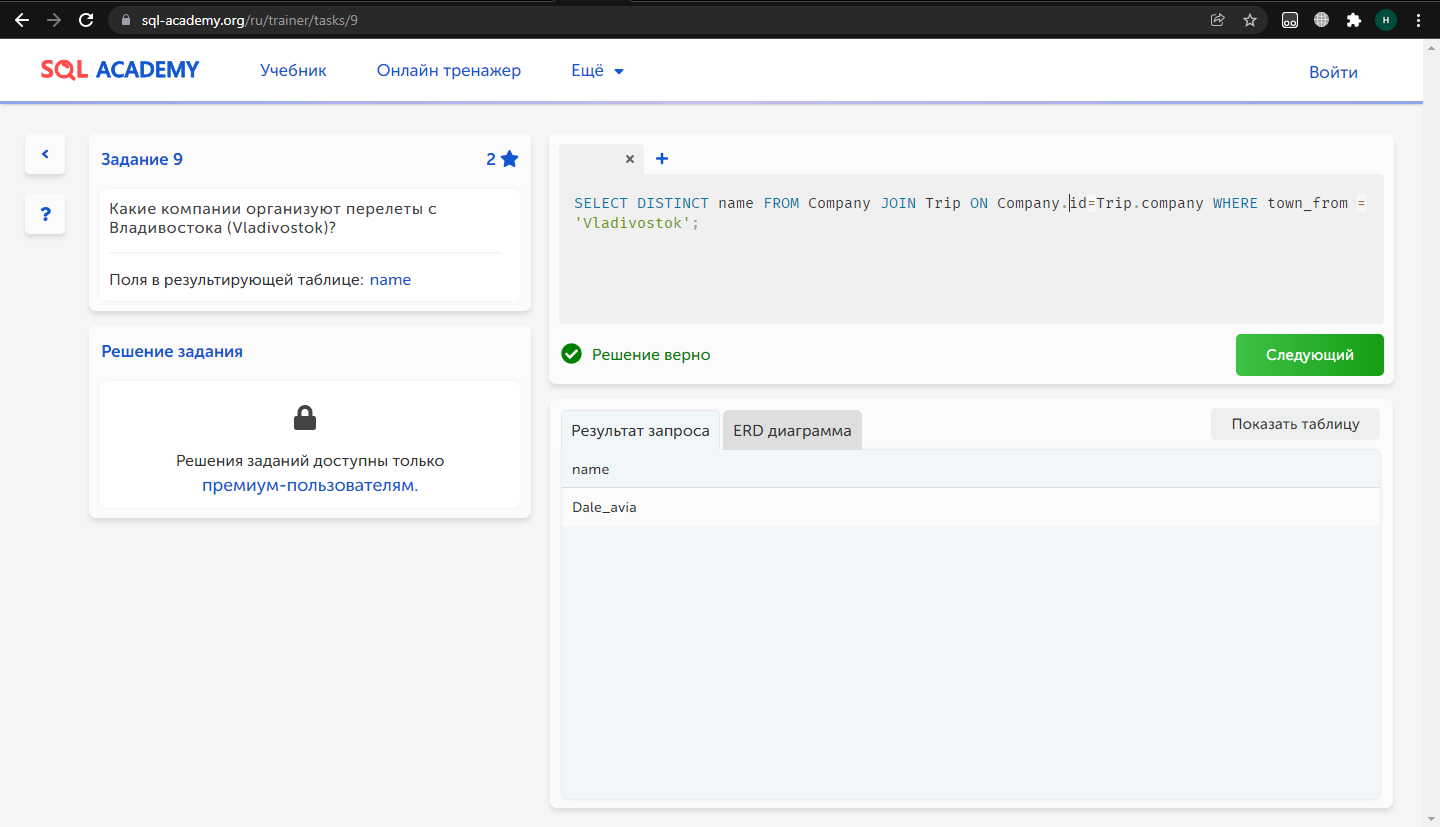 sql-academy.org/ru/trainer/tasks/9
H
SQL ACADEMY
Учебник
Онлайн тренажер
Ещё
Войти
Задание 9
2
?
Какие компании организуют перелеты с
Владивостока (Vladivostok)?
Поля в результирующей таблице: name
Решение задания
Решения заданий доступны только
премиум-пользователям.
SELECT DISTINCT name FROM Company JOIN Trip ON Company.id=Trip.company WHERE town_from =
'Vladivostok';
Решение верно
Следующий
Результат запроса
ERD диаграмма
Показать таблицу
name
Dale_avia